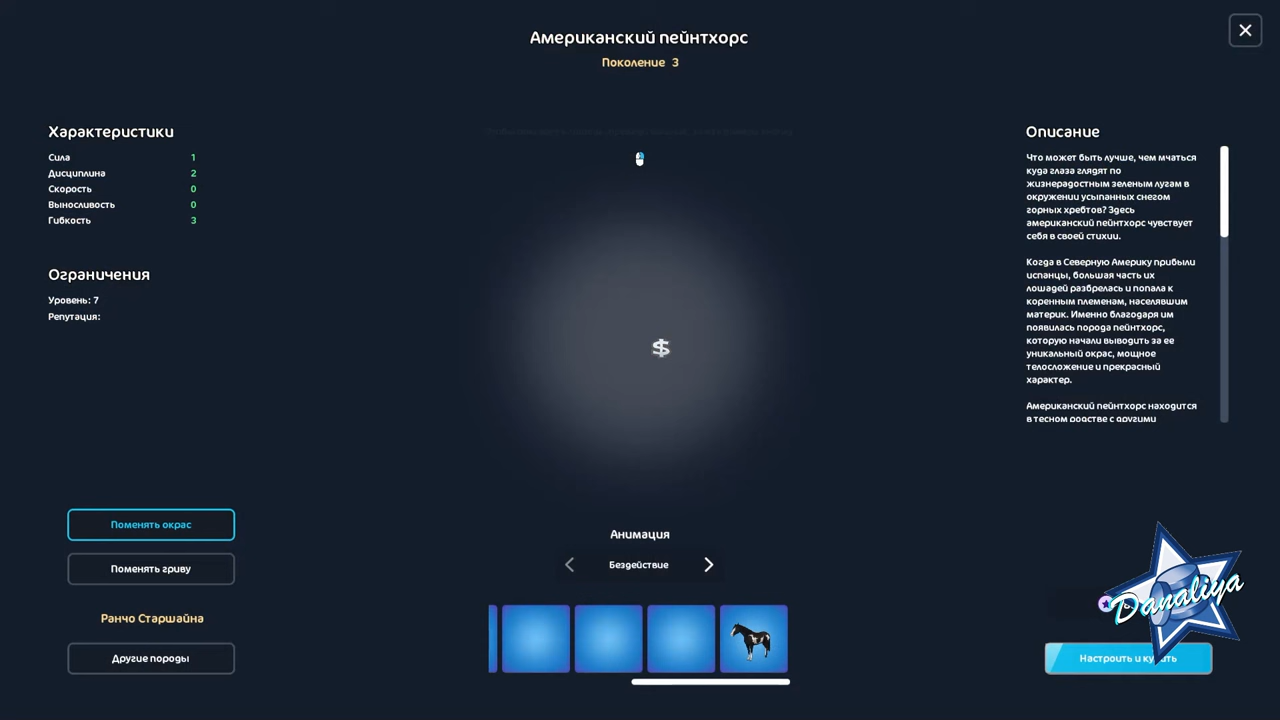 Американский пейнтхорс
Поколение 3
Характеристики
Сила 1
Дисциплина 2
Скорость 0
Выносливость 0
Гибкость 3
Ограничения
Уровень: 7
Репутация:
$
Описание
Что может быть лучше, чем мчаться
куда глаза глядят по
жизнерадостным зеленым лугам в
окружении усыпанных снегом
горных хребтов? Здесь
американский пейнтхорс чувствует
себя в своей стихии.
Когда в Северную Америку прибыли
испанцы, большая часть их
лошадей разбрелась и попала к
коренным племенам, населявшим
материк. Именно благодаря им
появилась порода пейнтхорс,
которую начали выводить за ее
уникальный окрас, мощное
телосложение и прекрасный
характер.
Американский пейнтхорс находится
в тесном родстве с другими
Поменять окрас
Поменять гриву
Ранчо Старшайна
Другие породы
Анимация
Бездействие
Danaliya
Настроить и купить